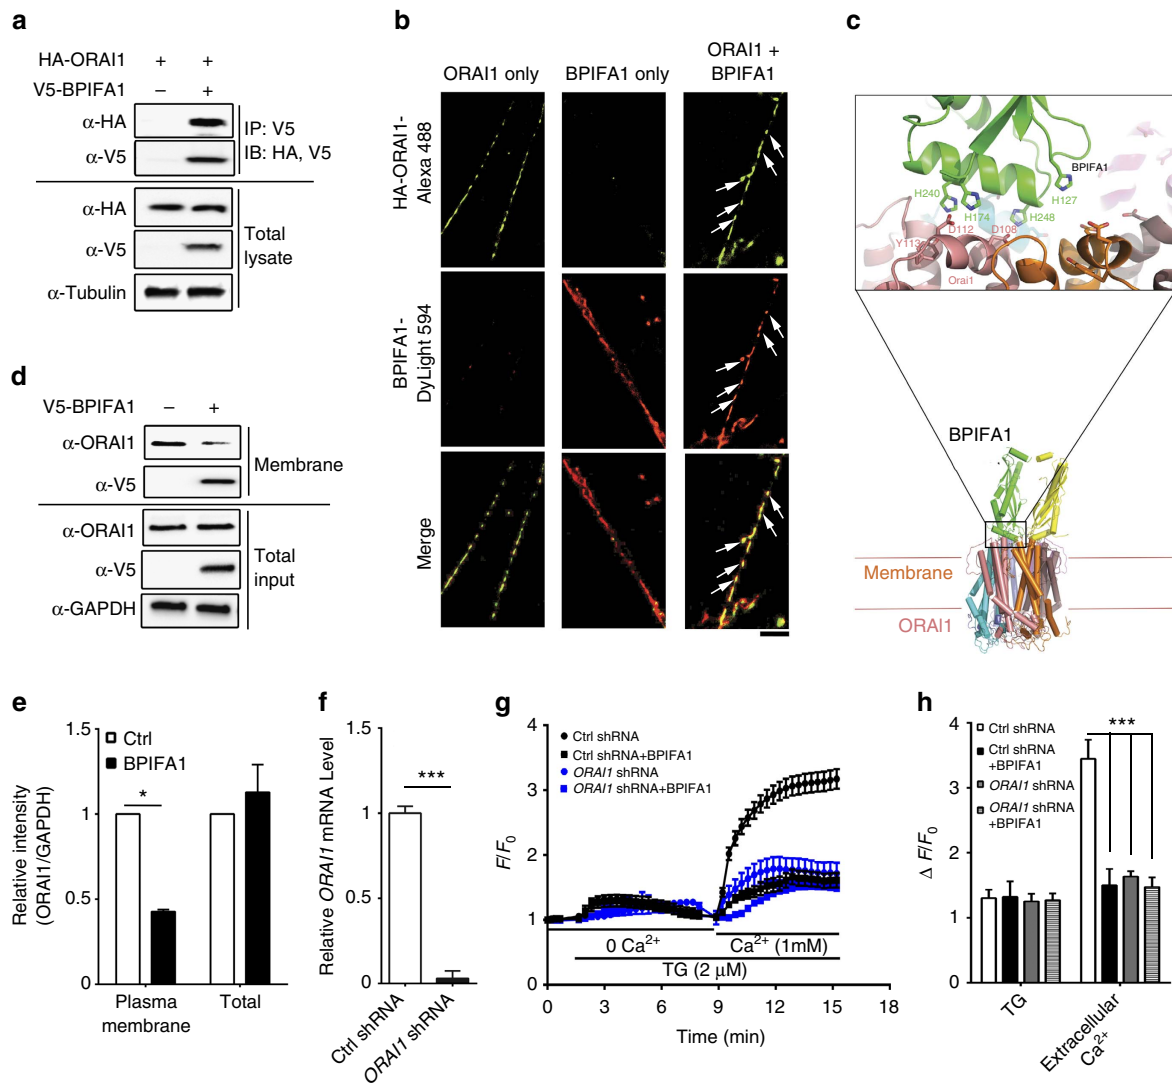 a
HA-ORAI1 + +
V5-BPIFA1 − +
α-HA
α-V5
IP: V5
IB: HA, V5
α-HA
α-V5
α-Tubulin
Total
lysate
b
ORAI1 only
BPIFA1 only
ORAI1 +
BPIFA1
HA-ORAI1-
Alexa 488
BPIFA1-
DyLight 594
Merge
c
BPIFA1
H240
H174
H248
H127
Y113
D112
D108
Orai1
BPIFA1
Membrane
ORAI1
d
V5-BPIFA1 − +
α-ORAI1
α-V5
Membrane
α-ORAI1
α-V5
α-GAPDH
Total
input
e
Relative intensity
(ORAI1/GAPDH)
1.5
1
0.5
0
Ctrl
BPIFA1
*
Plasma
membrane
Total
f
Relative ORAI1 mRNA Level
1.5
1
0.5
0
***
Ctrl shRNA
ORAI1 shRNA
g
F/F0
4
3
2
1
0
Ctrl shRNA
Ctrl shRNA+BPIFA1
ORAI1 shRNA
ORAI1 shRNA+BPIFA1
0 Ca2+
Ca2+ (1mM)
TG (2 μM)
0 3 6 9 12 15 18
Time (min)
h
Δ F/F0
4
3
2
1
0
Ctrl shRNA
Ctrl shRNA
+BPIFA1
ORAI1 shRNA
ORAI1 shRNA
+BPIFA1
***
TG
Extracellular
Ca2+